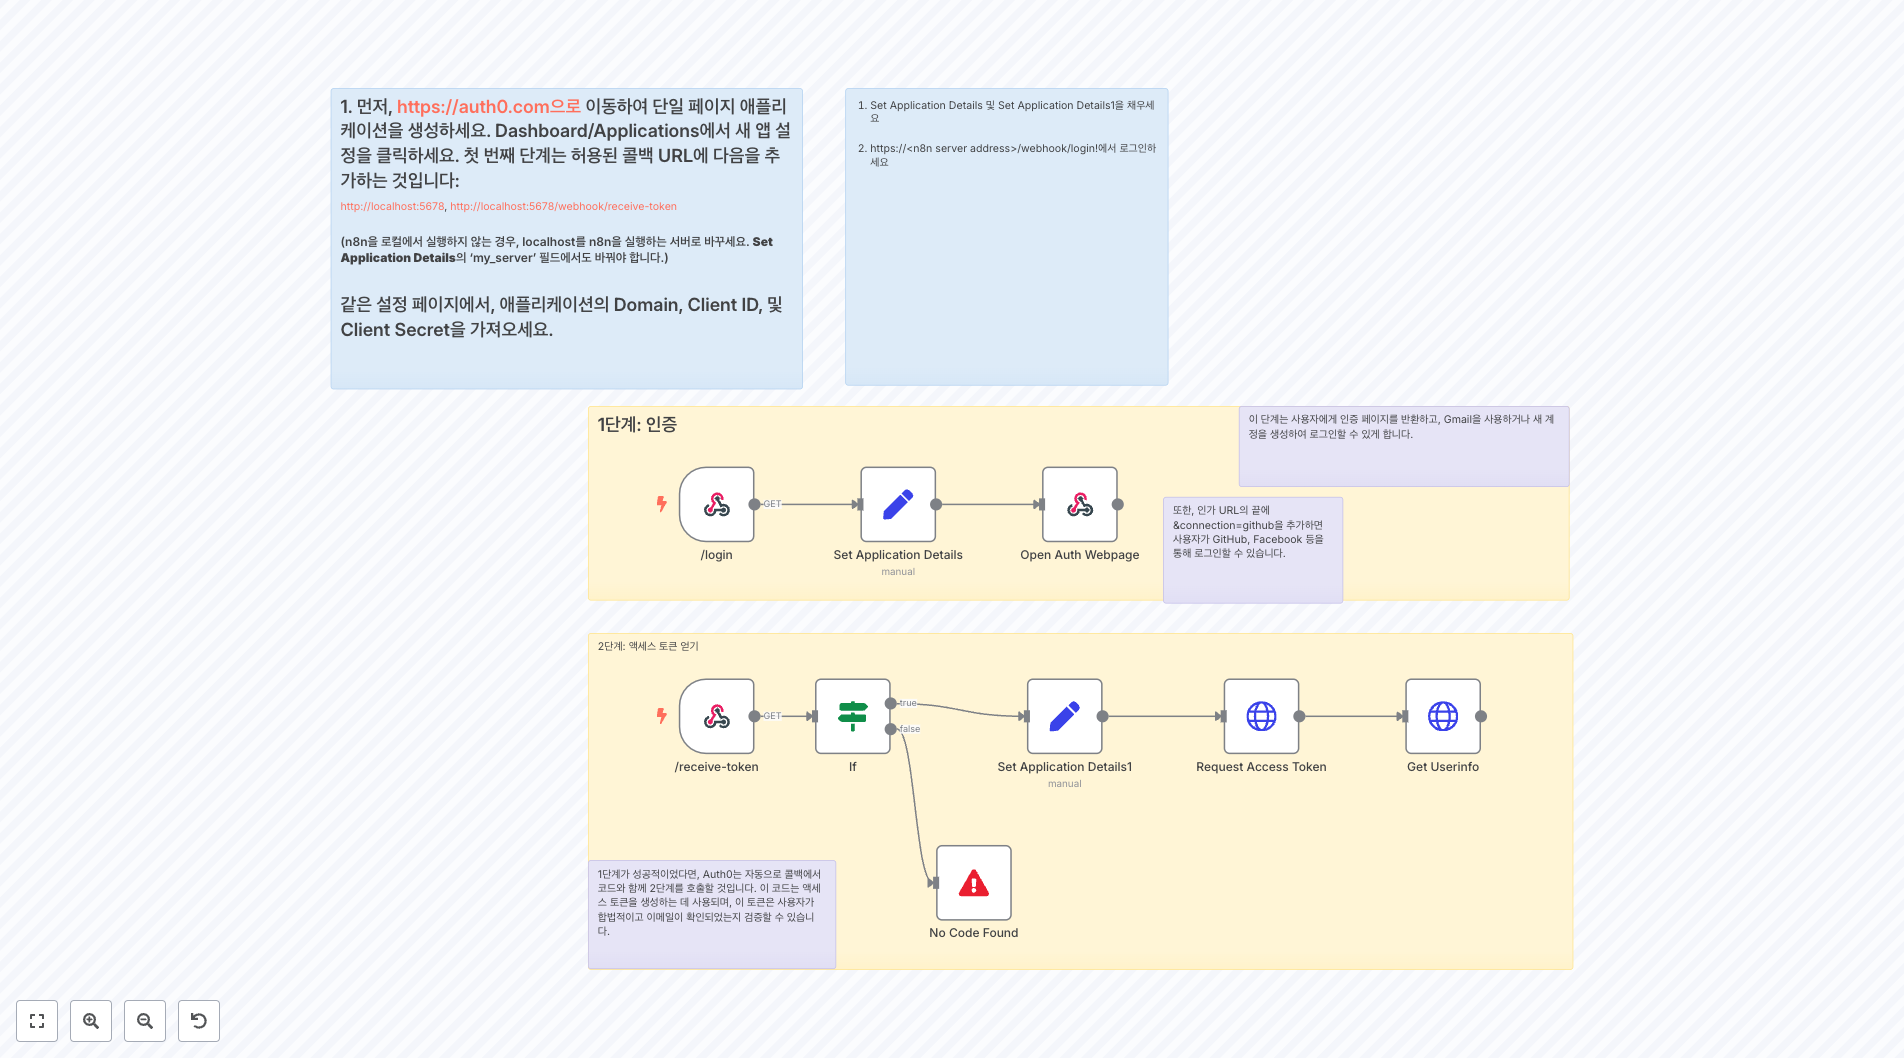 1. 먼저, https://auth0.com으로 이동하여 단일 페이지 애플리
케이션을 생성하세요. Dashboard/Applications에서 새 앱 설
정을 클릭하세요. 첫 번째 단계는 허용된 콜백 URL에 다음을 추
가하는 것입니다:
http://localhost:5678, http://localhost:5678/webhook/receive-token
(n8n을 로컬에서 실행하지 않는 경우, localhost를 n8n을 실행하는 서버로 바꾸세요. Set
Application Details의 ‘my_server’ 필드에서도 바꿔야 합니다.)
같은 설정 페이지에서, 애플리케이션의 Domain, Client ID, 및
Client Secret을 가져오세요.
1. Set Application Details 및 Set Application Details1을 채우세
요
2. https://<n8n server address>/webhook/login!에서 로그인하
세요
1단계: 인증
이 단계는 사용자에게 인증 페이지를 반환하고, Gmail을 사용하거나 새 계
정을 생성하여 로그인할 수 있게 합니다.
GET
/login
Set Application Details
manual
Open Auth Webpage
또한, 인가 URL의 끝에
&connection=github을 추가하면
사용자가 GitHub, Facebook 등을
통해 로그인할 수 있습니다.
2단계: 액세스 토큰 얻기
GET
true
false
/receive-token
If
Set Application Details1
manual
Request Access Token
Get Userinfo
1단계가 성공적이었다면, Auth0는 자동으로 콜백에서
코드와 함께 2단계를 호출할 것입니다. 이 코드는 액세
스 토큰을 생성하는 데 사용되며, 이 토큰은 사용자가
합법적이고 이메일이 확인되었는지 검증할 수 있습니
다.
No Code Found